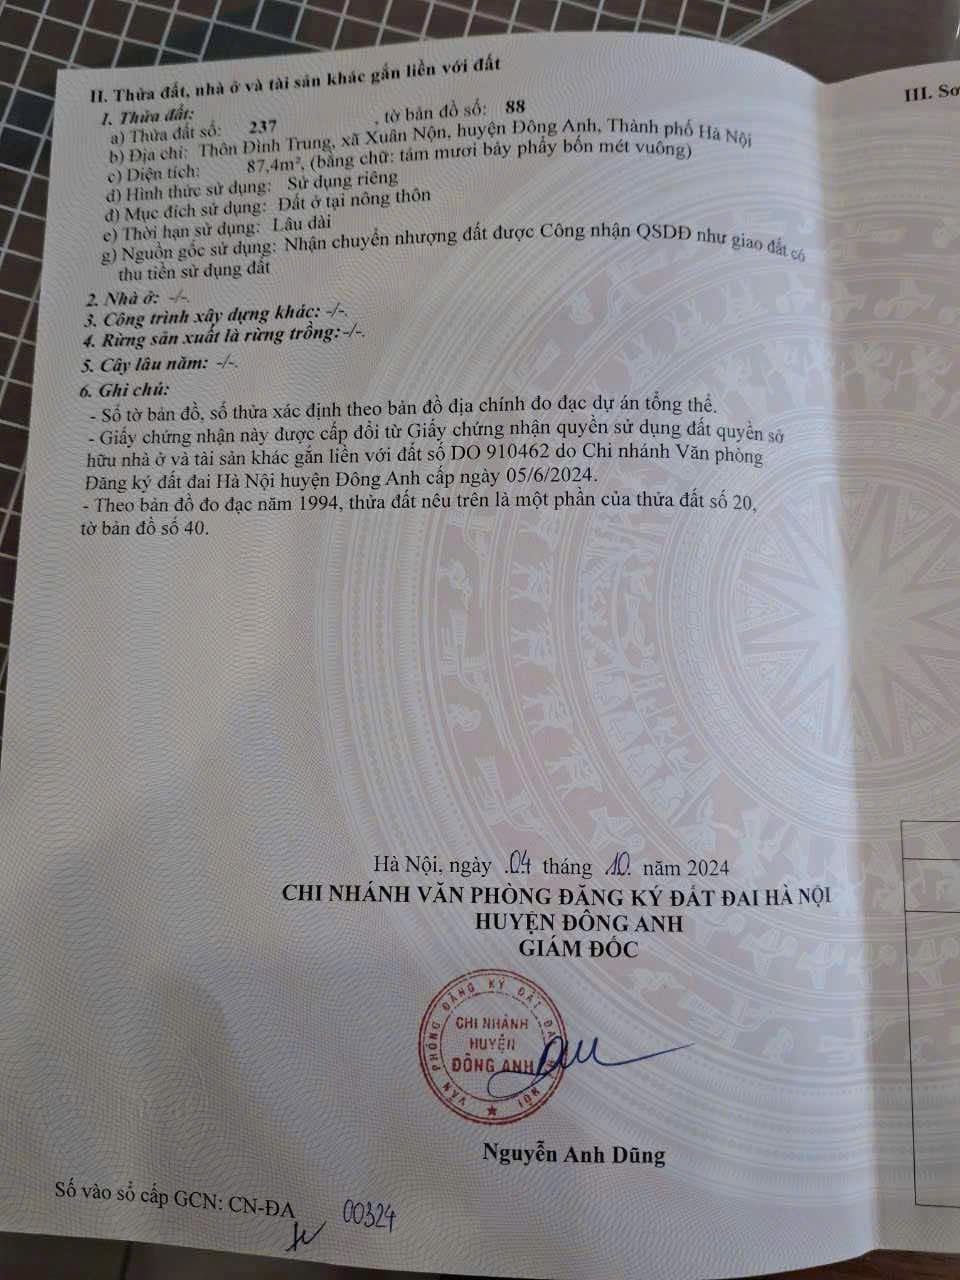 II. Thửa đất, nhà ở và tài sản khác gắn liền với đất
1. Thửa đất:
a) Thửa đất số: 237 , tờ bản đồ số: 88
b) Địa chỉ: Thôn Đình Trung, xã Xuân Nộn, huyện Đông Anh, Thành phố Hà Nội
c) Diện tích: 87,4m², (bằng chữ: tám mươi bảy phẩy bốn mét vuông)
d) Hình thức sử dụng: Sử dụng riêng
đ) Mục đích sử dụng: Đất ở tại nông thôn
e) Thời hạn sử dụng: Lâu dài
g) Nguồn gốc sử dụng: Nhận chuyển nhượng đất được Công nhận QSDĐ như giao đất có
thu tiền sử dụng đất
2. Nhà ở: -/-.
3. Công trình xây dựng khác: -/-.
4. Rừng sản xuất là rừng trồng:-/-.
5. Cây lâu năm: -/-.
6. Ghi chú:
- Số tờ bản đồ, số thửa xác định theo bản đồ địa chính đo đạc dự án tổng thể.
- Giấy chứng nhận này được cấp đổi từ Giấy chứng nhận quyền sử dụng đất quyền sở
hữu nhà ở và tài sản khác gắn liền với đất số DO 910462 do Chi nhánh Văn phòng
Đăng ký đất đai Hà Nội huyện Đông Anh cấp ngày 05/6/2024.
- Theo bản đồ đo đạc năm 1994, thửa đất nêu trên là một phần của thửa đất số 20,
tờ bản đồ số 40.
III. Sơ
Hà Nội, ngày .04 tháng .10. năm 2024
CHI NHÁNH VĂN PHÒNG ĐĂNG KÝ ĐẤT ĐAI HÀ NỘI
HUYỆN ĐÔNG ANH
GIÁM ĐỐC
VĂN PHÒNG ĐĂNG KÝ ĐẤT ĐAI HÀ NỘI
CHI NHÁNH
HUYỆN
ĐÔNG ANH
Nguyễn Anh Dũng
Số vào sổ cấp GCN: CN-ĐA 00324